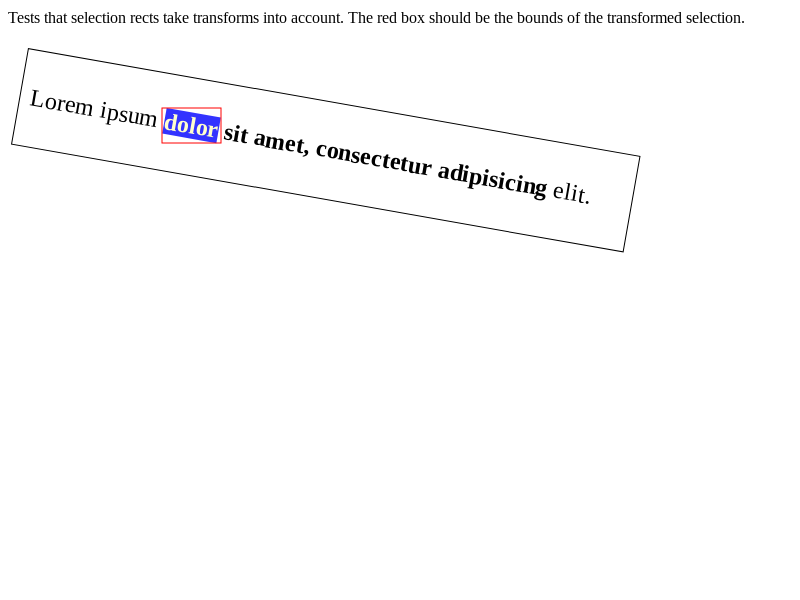 Tests that selection rects take transforms into account. The red box should be the bounds of the transformed selection.
Lorem ipsum dolor sit amet, consectetur adipisicing elit.